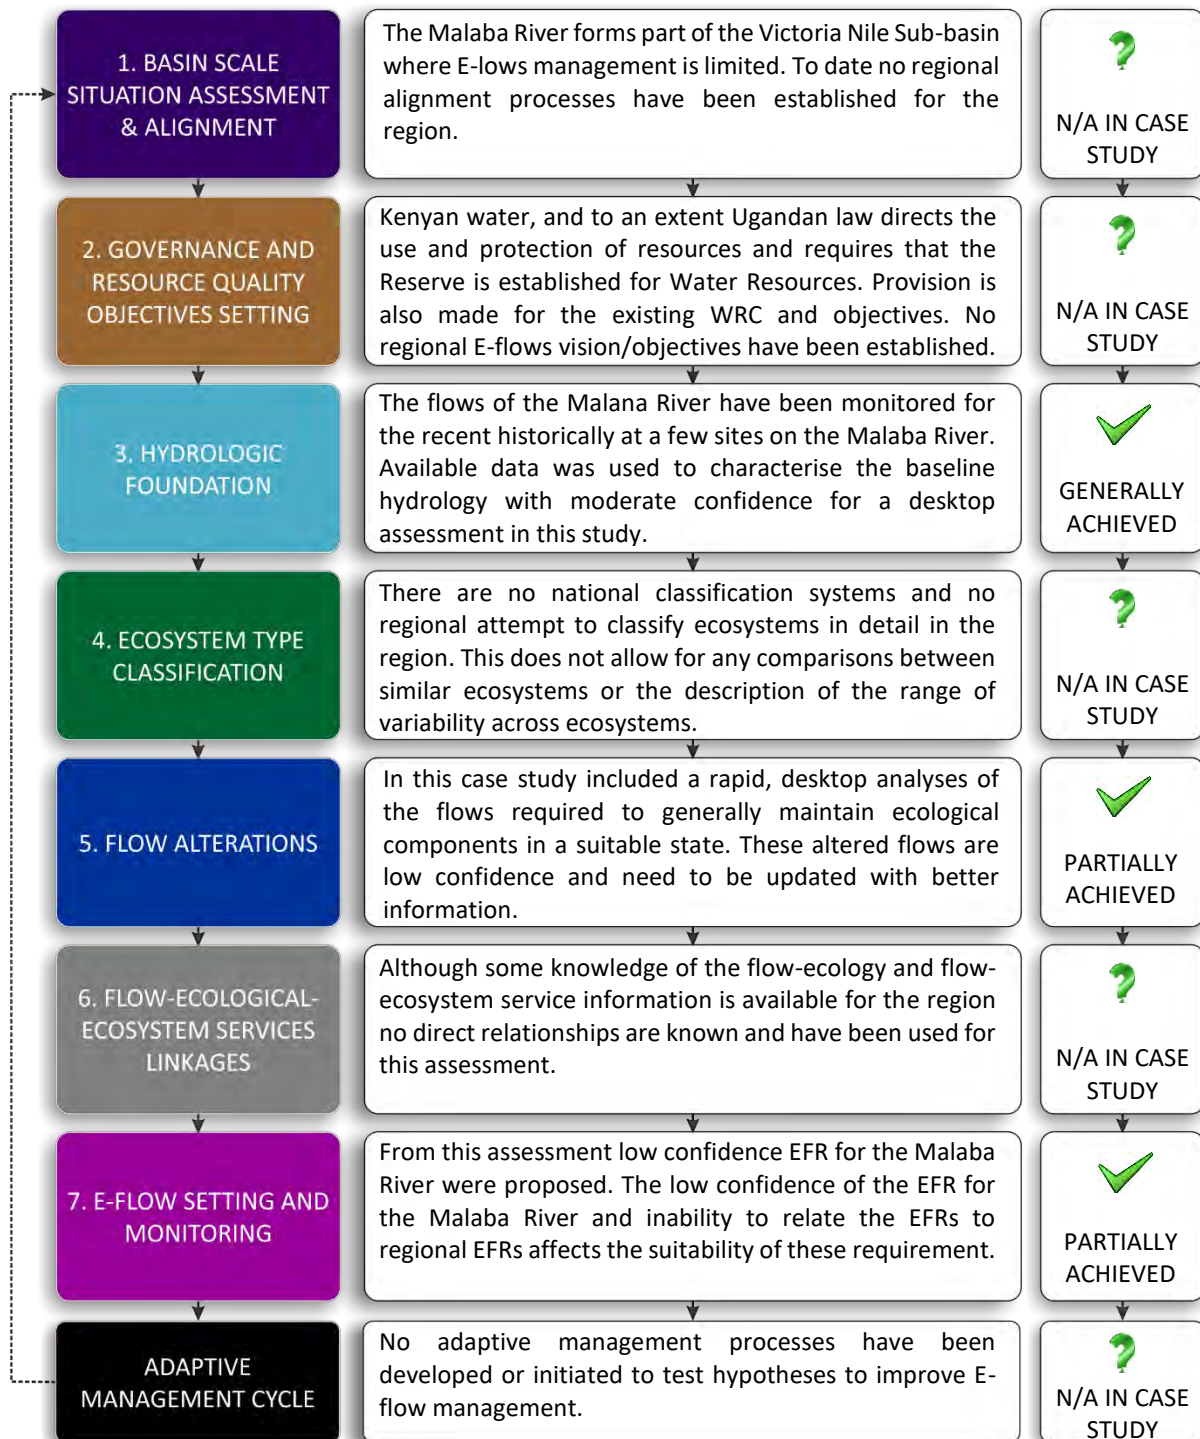 1. BASIN SCALE
SITUATION ASSESSMENT
& ALIGNMENT
The Malaba River forms part of the Victoria Nile Sub-basin
where E-lows management is limited. To date no regional
alignment processes have been established for the
region.
?
N/A IN CASE
STUDY
2. GOVERNANCE AND
RESOURCE QUALITY
OBJECTIVES SETTING
Kenyan water, and to an extent Ugandan law directs the
use and protection of resources and requires that the
Reserve is established for Water Resources. Provision is
also made for the existing WRC and objectives. No
regional E-flows vision/objectives have been established.
?
N/A IN CASE
STUDY
3. HYDROLOGIC
FOUNDATION
The flows of the Malana River have been monitored for
the recent historically at a few sites on the Malaba River.
Available data was used to characterise the baseline
hydrology with moderate confidence for a desktop
assessment in this study.
GENERALLY
ACHIEVED
4. ECOSYSTEM TYPE
CLASSIFICATION
There are no national classification systems and no
regional attempt to classify ecosystems in detail in the
region. This does not allow for any comparisons between
similar ecosystems or the description of the range of
variability across ecosystems.
?
N/A IN CASE
STUDY
5. FLOW ALTERATIONS
In this case study included a rapid, desktop analyses of
the flows required to generally maintain ecological
components in a suitable state. These altered flows are
low confidence and need to be updated with better
information.
PARTIALLY
ACHIEVED
6. FLOW-ECOLOGICAL-
ECOSYSTEM SERVICES
LINKAGES
Although some knowledge of the flow-ecology and flow-
ecosystem service information is available for the region
no direct relationships are known and have been used for
this assessment.
?
N/A IN CASE
STUDY
7. E-FLOW SETTING AND
MONITORING
From this assessment low confidence EFR for the Malaba
River were proposed. The low confidence of the EFR for
the Malaba River and inability to relate the EFRs to
regional EFRs affects the suitability of these requirement.
PARTIALLY
ACHIEVED
ADAPTIVE
MANAGEMENT CYCLE
No adaptive management processes have been
developed or initiated to test hypotheses to improve E-
flow management.
?
N/A IN CASE
STUDY